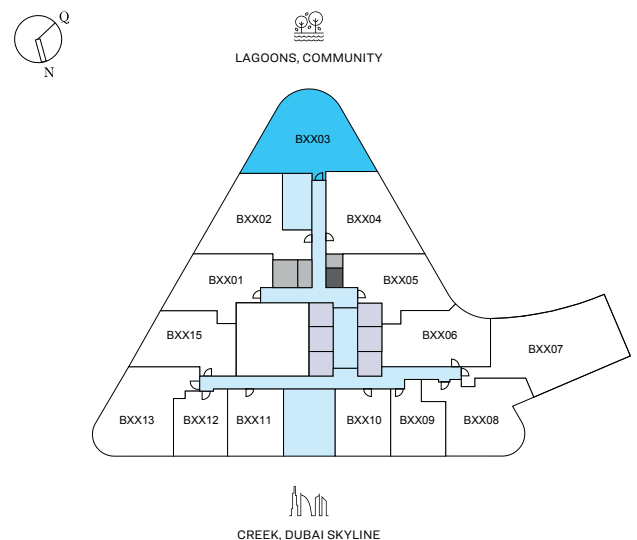 Q
N
LAGOONS, COMMUNITY
BXX03
BXX02
BXX04
BXX01
BXX05
BXX15
BXX06
BXX07
BXX13
BXX12
BXX11
BXX10
BXX09
BXX08
CREEK, DUBAI SKYLINE